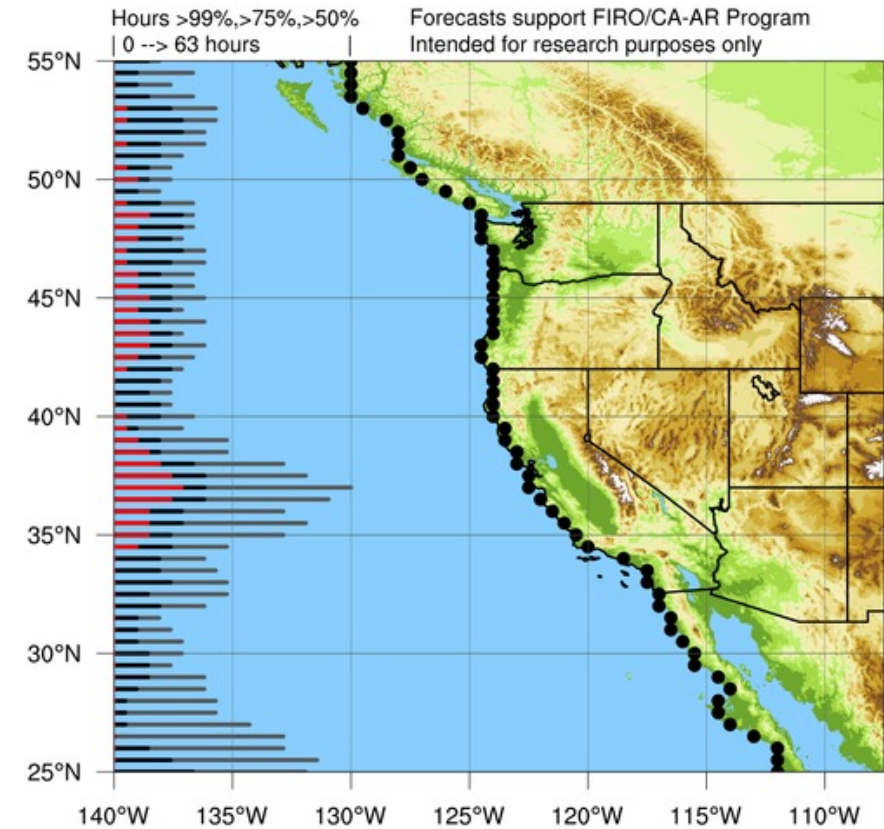 Hours >99%,>75%,>50%
| 0 --> 63 hours |
Forecasts support FIRO/CA-AR Program
Intended for research purposes only
55°N
50°N
45°N
40°N
35°N
30°N
25°N
140°W 135°W 130°W 125°W 120°W 115°W 110°W